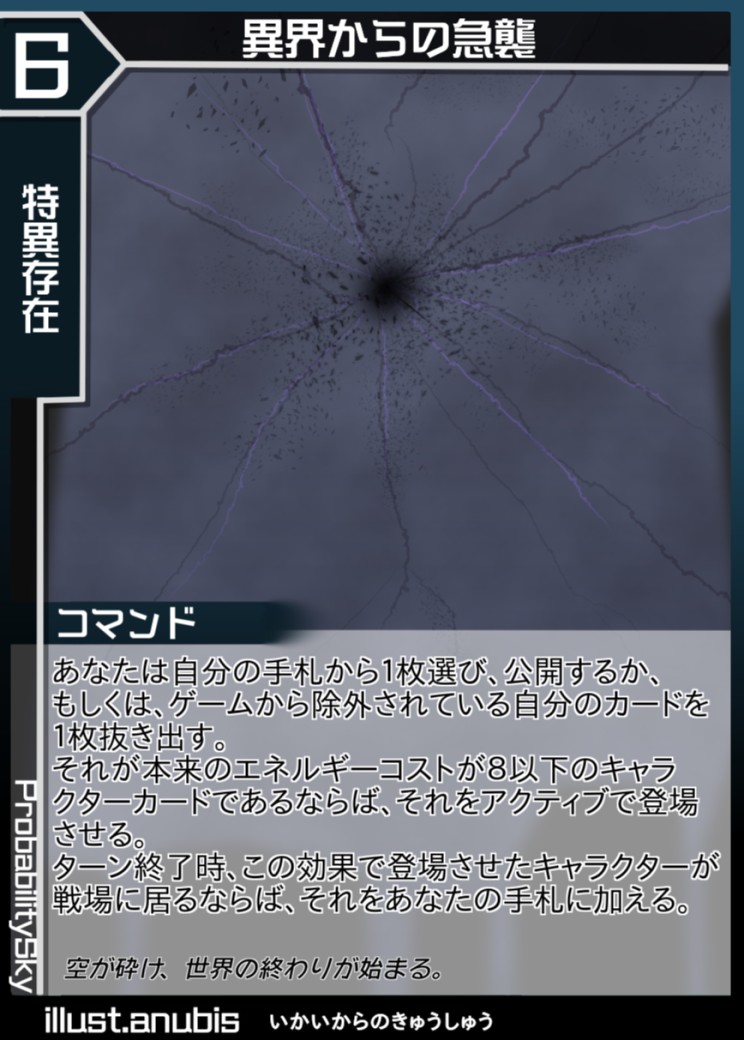 6
異界からの急襲
特異存在
コマンド
あなたは自分の手札から1枚選び、公開するか、
もしくは、ゲームから除外されている自分のカードを
1枚抜き出す。
それが本来のエネルギーコストが8以下のキャラ
クターカードであるならば、それをアクティブで登場
させる。
ターン終了時、この効果で登場させたキャラクターが
戦場に居るならば、それをあなたの手札に加える。
空が砕け、世界の終わりが始まる。
ProbabilitySky
illust.anubis いかいからのきゅうしゅう